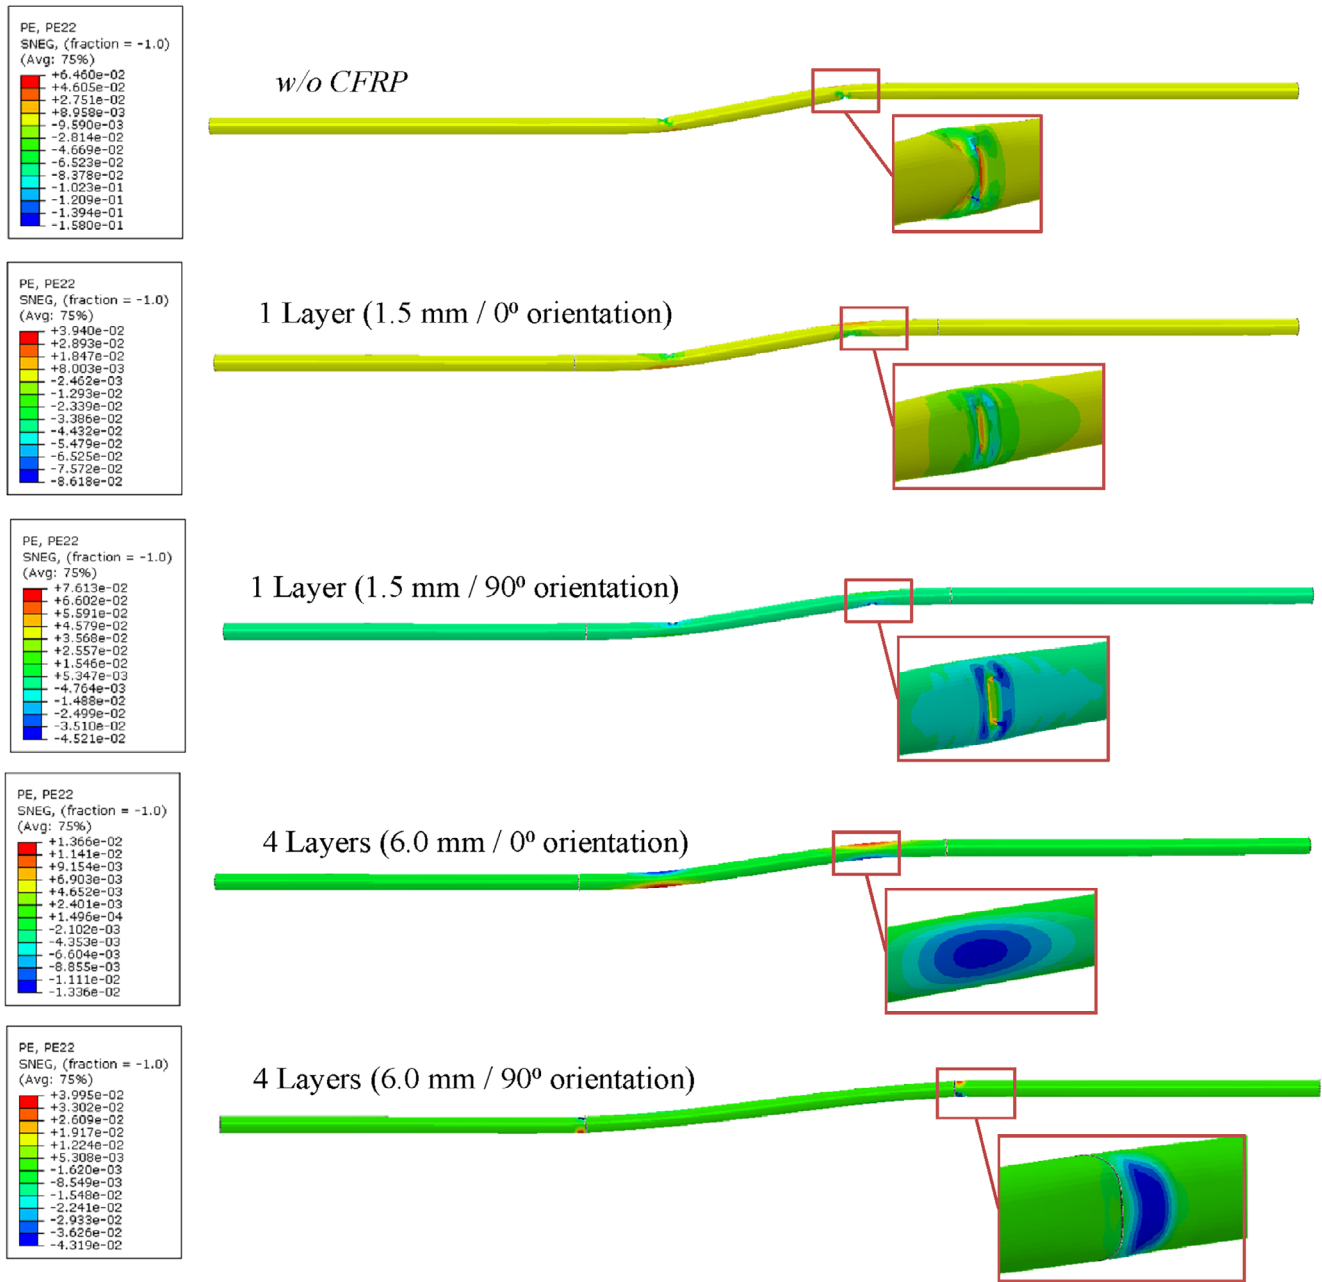 PE, PE22
SNEG, (fraction = -1.0)
(Avg: 75%)
+6.460e-02
+4.605e-02
+2.751e-02
+8.958e-03
-9.590e-03
-2.814e-02
-4.669e-02
-6.523e-02
-8.378e-02
-1.023e-01
-1.209e-01
-1.394e-01
-1.580e-01
w/o CFRP
PE, PE22
SNEG, (fraction = -1.0)
(Avg: 75%)
+3.940e-02
+2.893e-02
+1.847e-02
+8.003e-03
-2.462e-03
-1.293e-02
-2.339e-02
-3.386e-02
-4.432e-02
-5.479e-02
-6.525e-02
-7.572e-02
-8.618e-02
1 Layer (1.5 mm / 0º orientation)
PE, PE22
SNEG, (fraction = -1.0)
(Avg: 75%)
+7.613e-02
+6.602e-02
+5.591e-02
+4.579e-02
+3.568e-02
+2.557e-02
+1.546e-02
+5.347e-03
-4.764e-03
-1.488e-02
-2.499e-02
-3.510e-02
-4.521e-02
1 Layer (1.5 mm / 90º orientation)
PE, PE22
SNEG, (fraction = -1.0)
(Avg: 75%)
+1.366e-02
+1.141e-02
+9.154e-03
+6.903e-03
+4.652e-03
+2.401e-03
+1.496e-04
-2.102e-03
-4.353e-03
-6.604e-03
-8.855e-03
-1.111e-02
-1.336e-02
4 Layers (6.0 mm / 0º orientation)
PE, PE22
SNEG, (fraction = -1.0)
(Avg: 75%)
+3.995e-02
+3.302e-02
+2.609e-02
+1.917e-02
+1.224e-02
+5.308e-03
-1.620e-03
-8.549e-03
-1.548e-02
-2.241e-02
-2.933e-02
-3.626e-02
-4.319e-02
4 Layers (6.0 mm / 90º orientation)